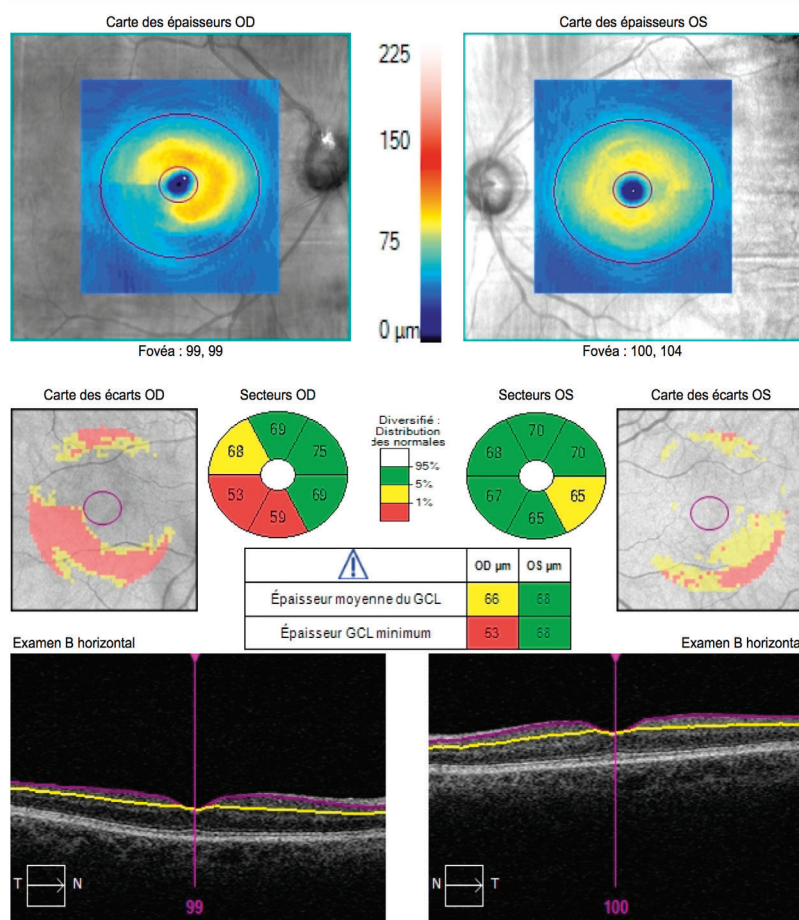 Carte des épaisseurs OD
Carte des épaisseurs OS
225
150
75
0 µm
Fovéa : 99, 99
Fovéa : 100, 104
Carte des écarts OD
Secteurs OD
Secteurs OS
Carte des écarts OS
69
68
75
53
69
59
Diversifié :
Distribution
des normales
95%
5%
1%
70
68
70
67
65
65
OD µm
OS µm
Épaisseur moyenne du GCL
66
68
Épaisseur GCL minimum
53
68
Examen B horizontal
Examen B horizontal
T
N
99
N
T
100